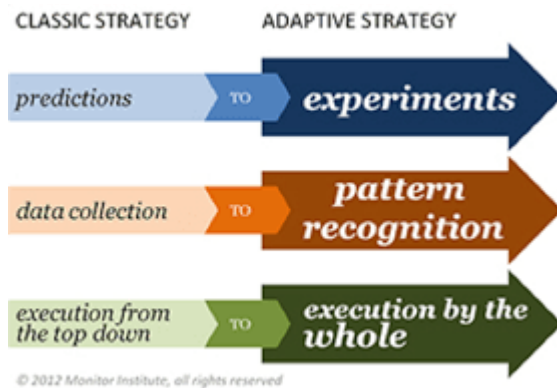 CLASSIC STRATEGY
ADAPTIVE STRATEGY
predictions
TO
experiments
data collection
TO
pattern
recognition
execution from
the top down
TO
execution by the
whole
© 2012 Monitor Institute, all rights reserved